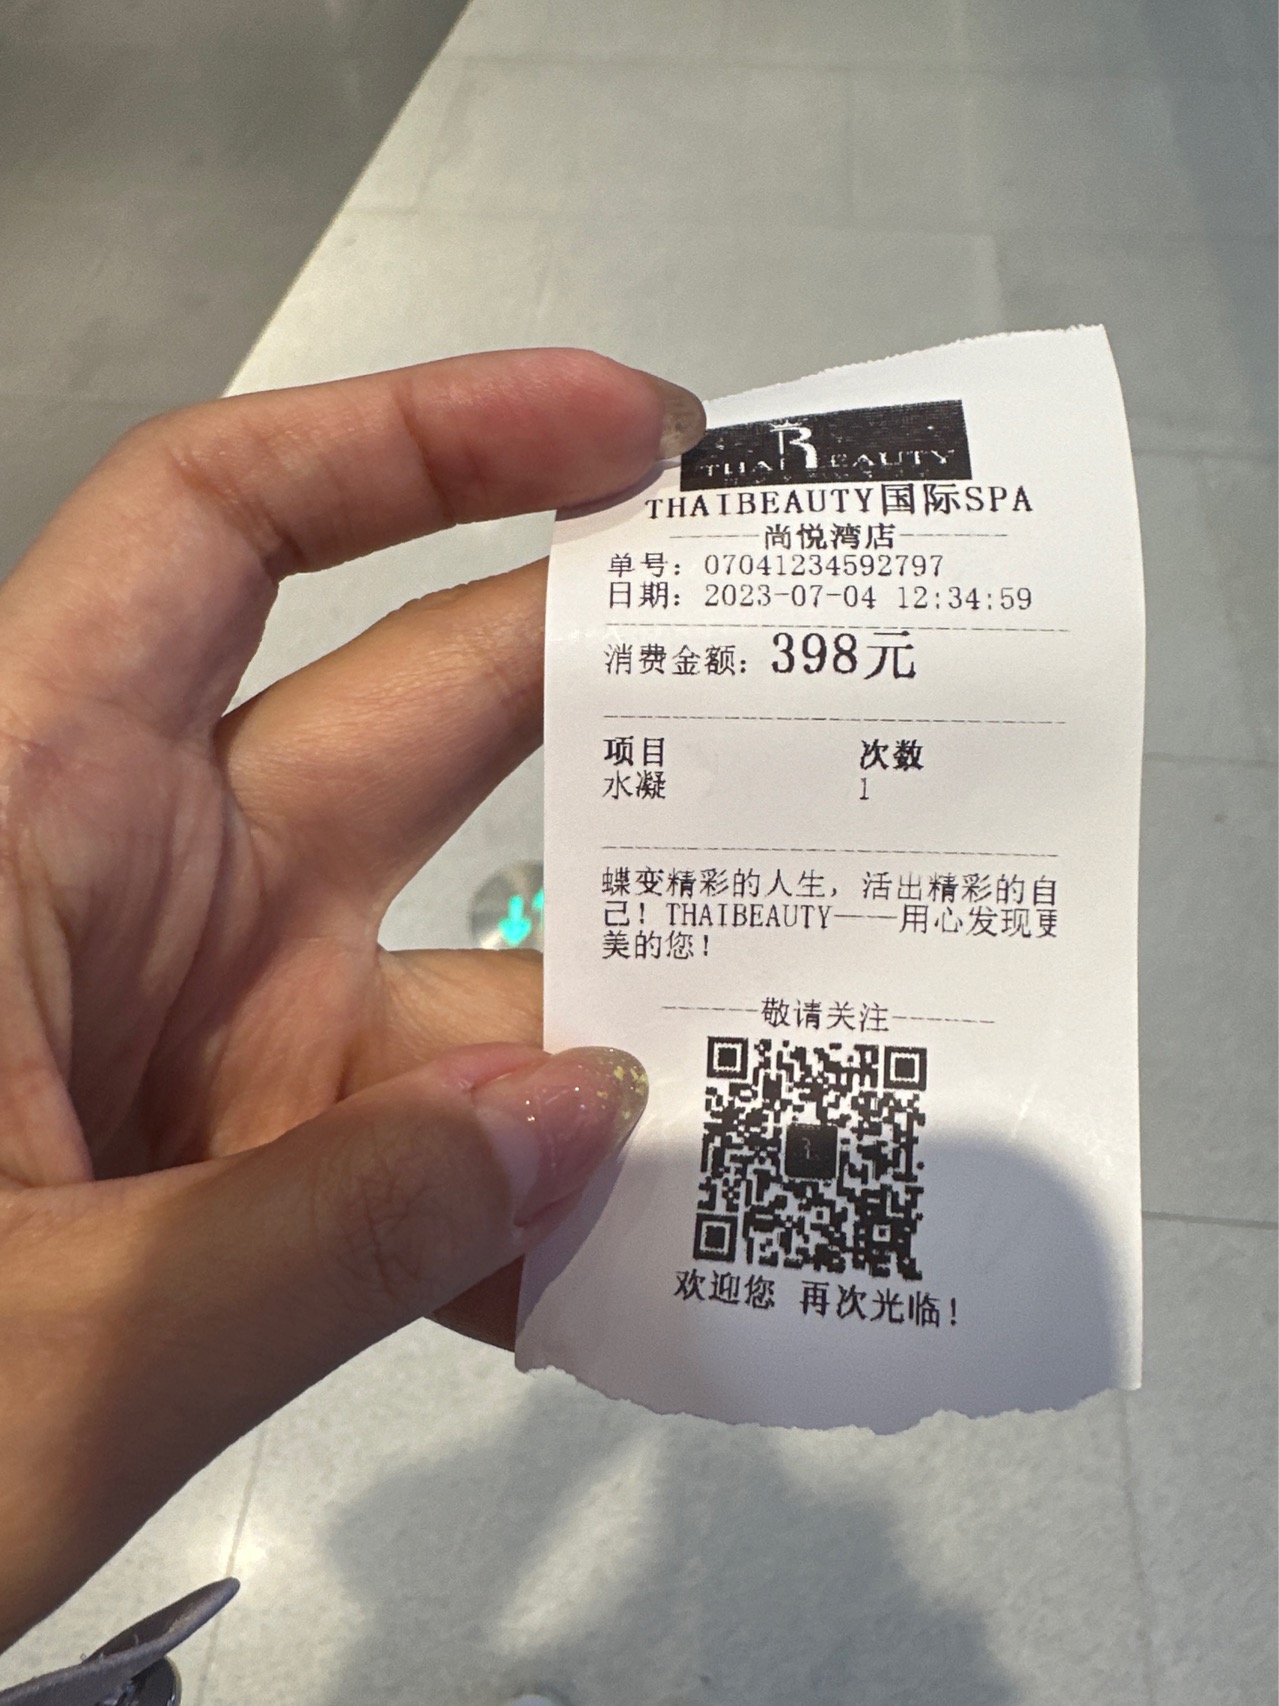 THAI BEAUTY
THAIBEAUTY国际SPA
------尚悦湾店-------
单号：07041234592797
日期：2023-07-04 12:34:59
消费金额：398元
项目 次数
水凝 1
蝶变精彩的人生，活出精彩的自
己！THAIBEAUTY——用心发现更
美的您！
------敬请关注-------
欢迎您 再次光临！